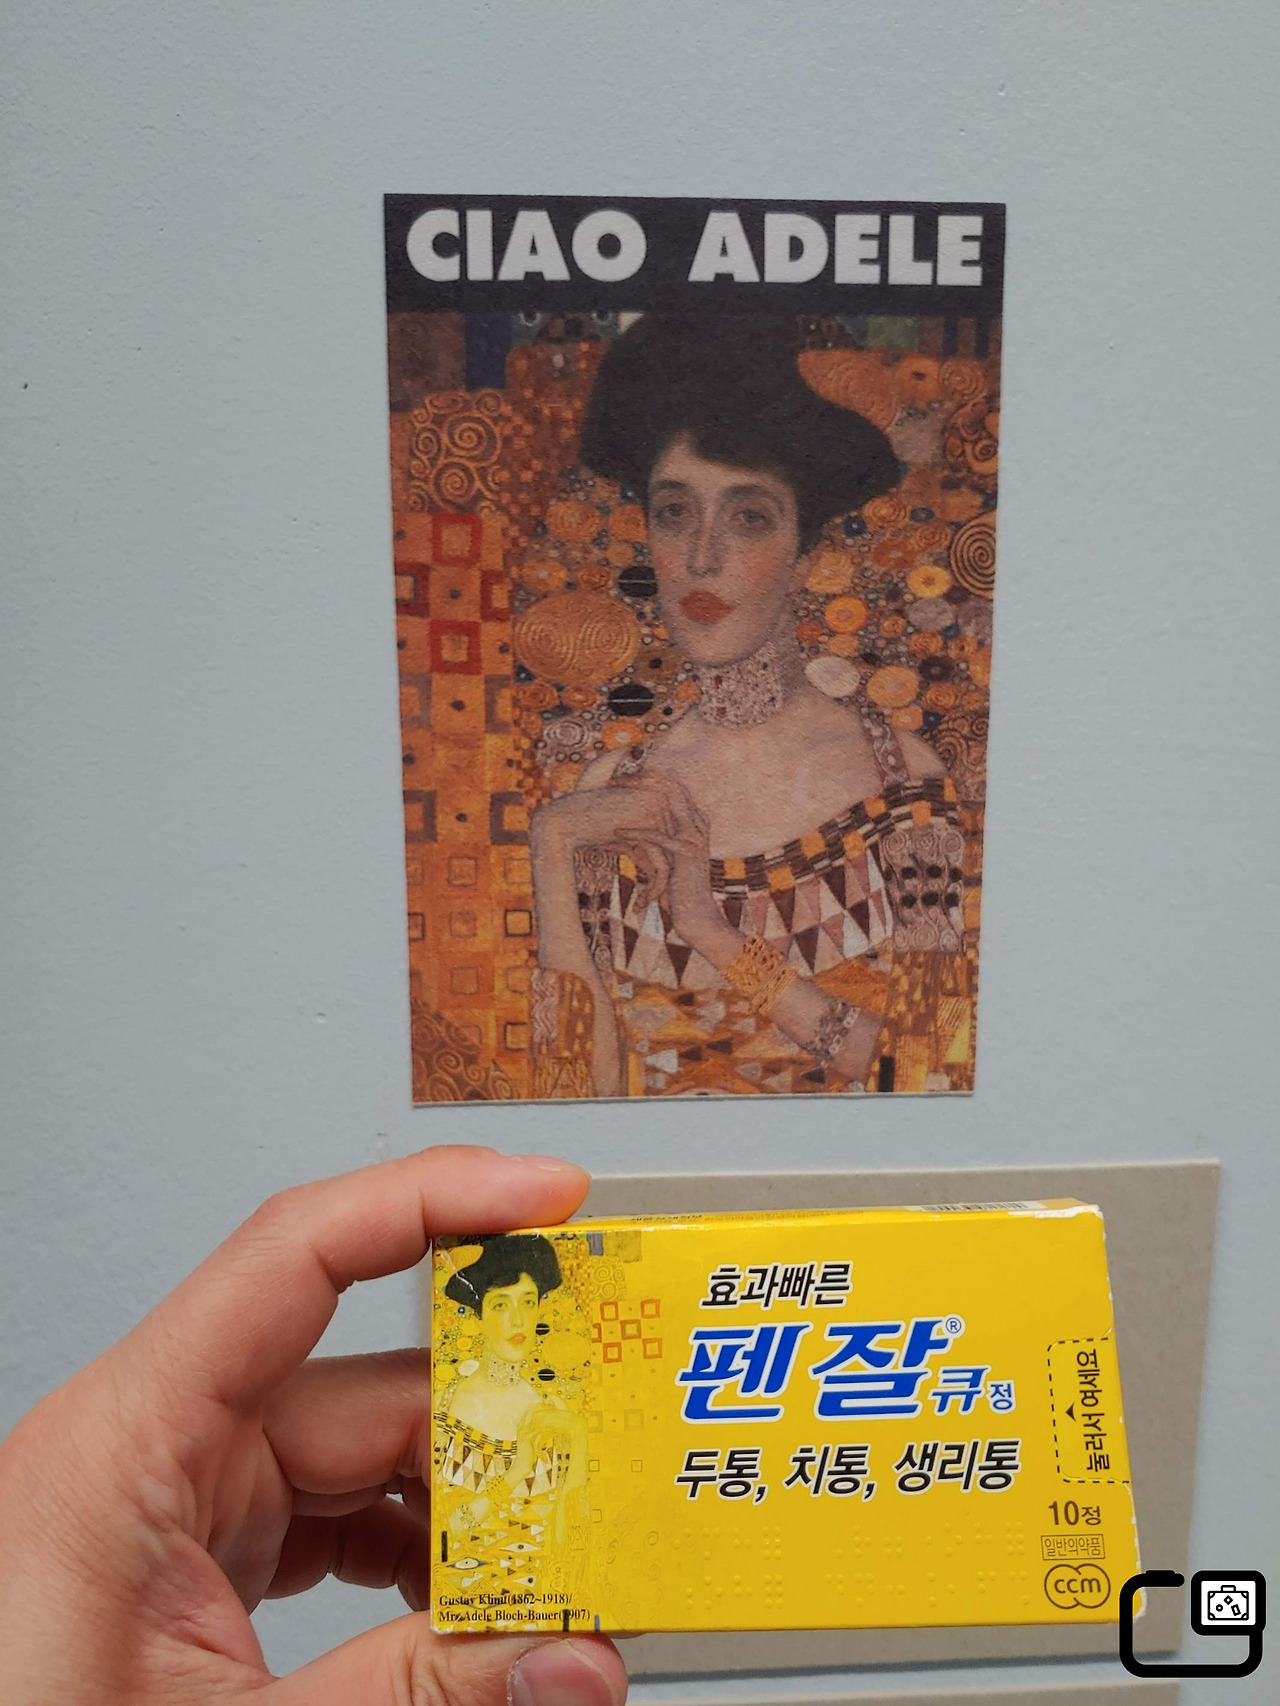 CIAO ADELE
효과빠른
펜잘®큐정
두통, 치통, 생리통
눌러서 여세요
10정
일반의약품
ccm
Gustav Klimt(1862~1918)/
Mrz.Adele Bloch-Bauer(1907)